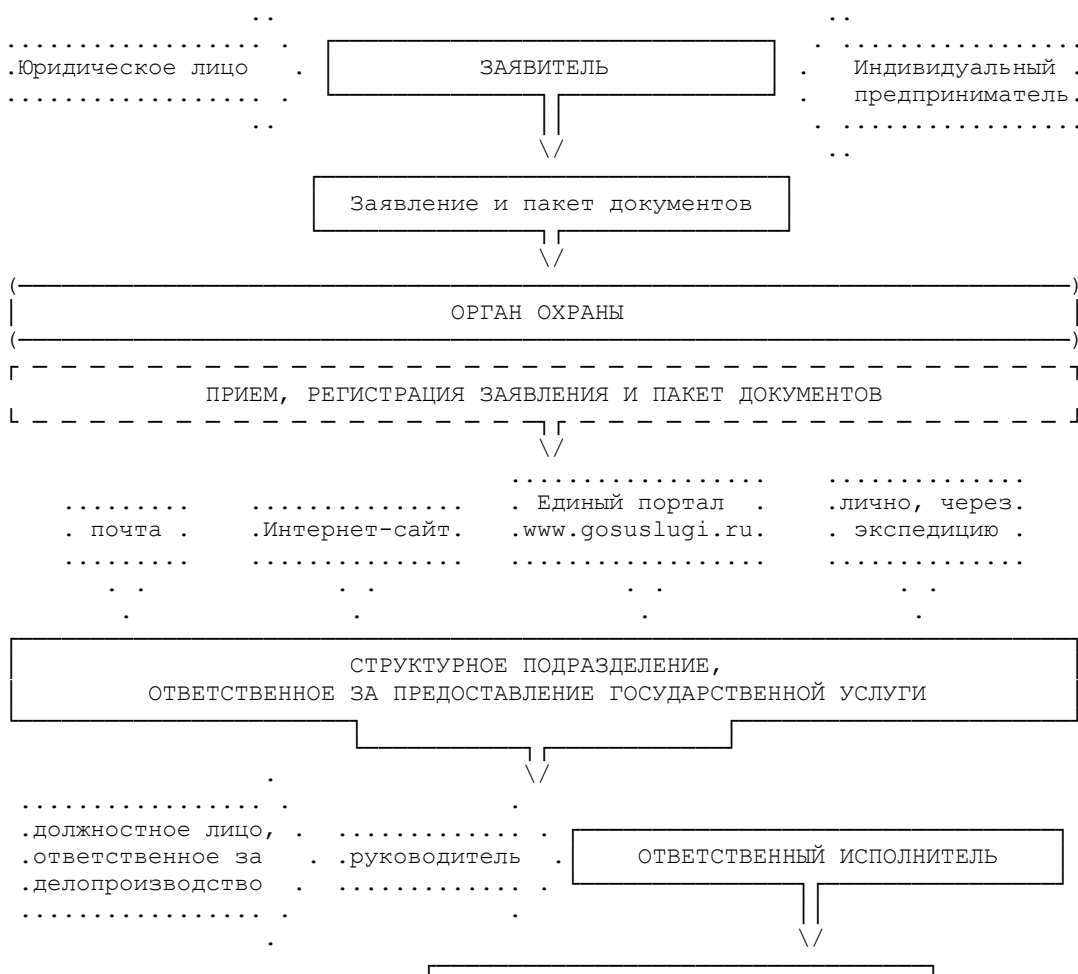 Юридическое лицо
ЗАЯВИТЕЛЬ
Индивидуальный
предприниматель
Заявление и пакет документов
ОРГАН ОХРАНЫ
ПРИЕМ, РЕГИСТРАЦИЯ ЗАЯВЛЕНИЯ И ПАКЕТ ДОКУМЕНТОВ
почта
Интернет-сайт
Единый портал
www.gosuslugi.ru
лично, через
экспедицию
СТРУКТУРНОЕ ПОДРАЗДЕЛЕНИЕ,
ОТВЕТСТВЕННОЕ ЗА ПРЕДОСТАВЛЕНИЕ ГОСУДАРСТВЕННОЙ УСЛУГИ
должностное лицо,
ответственное за
делопроизводство
руководитель
ОТВЕТСТВЕННЫЙ ИСПОЛНИТЕЛЬ